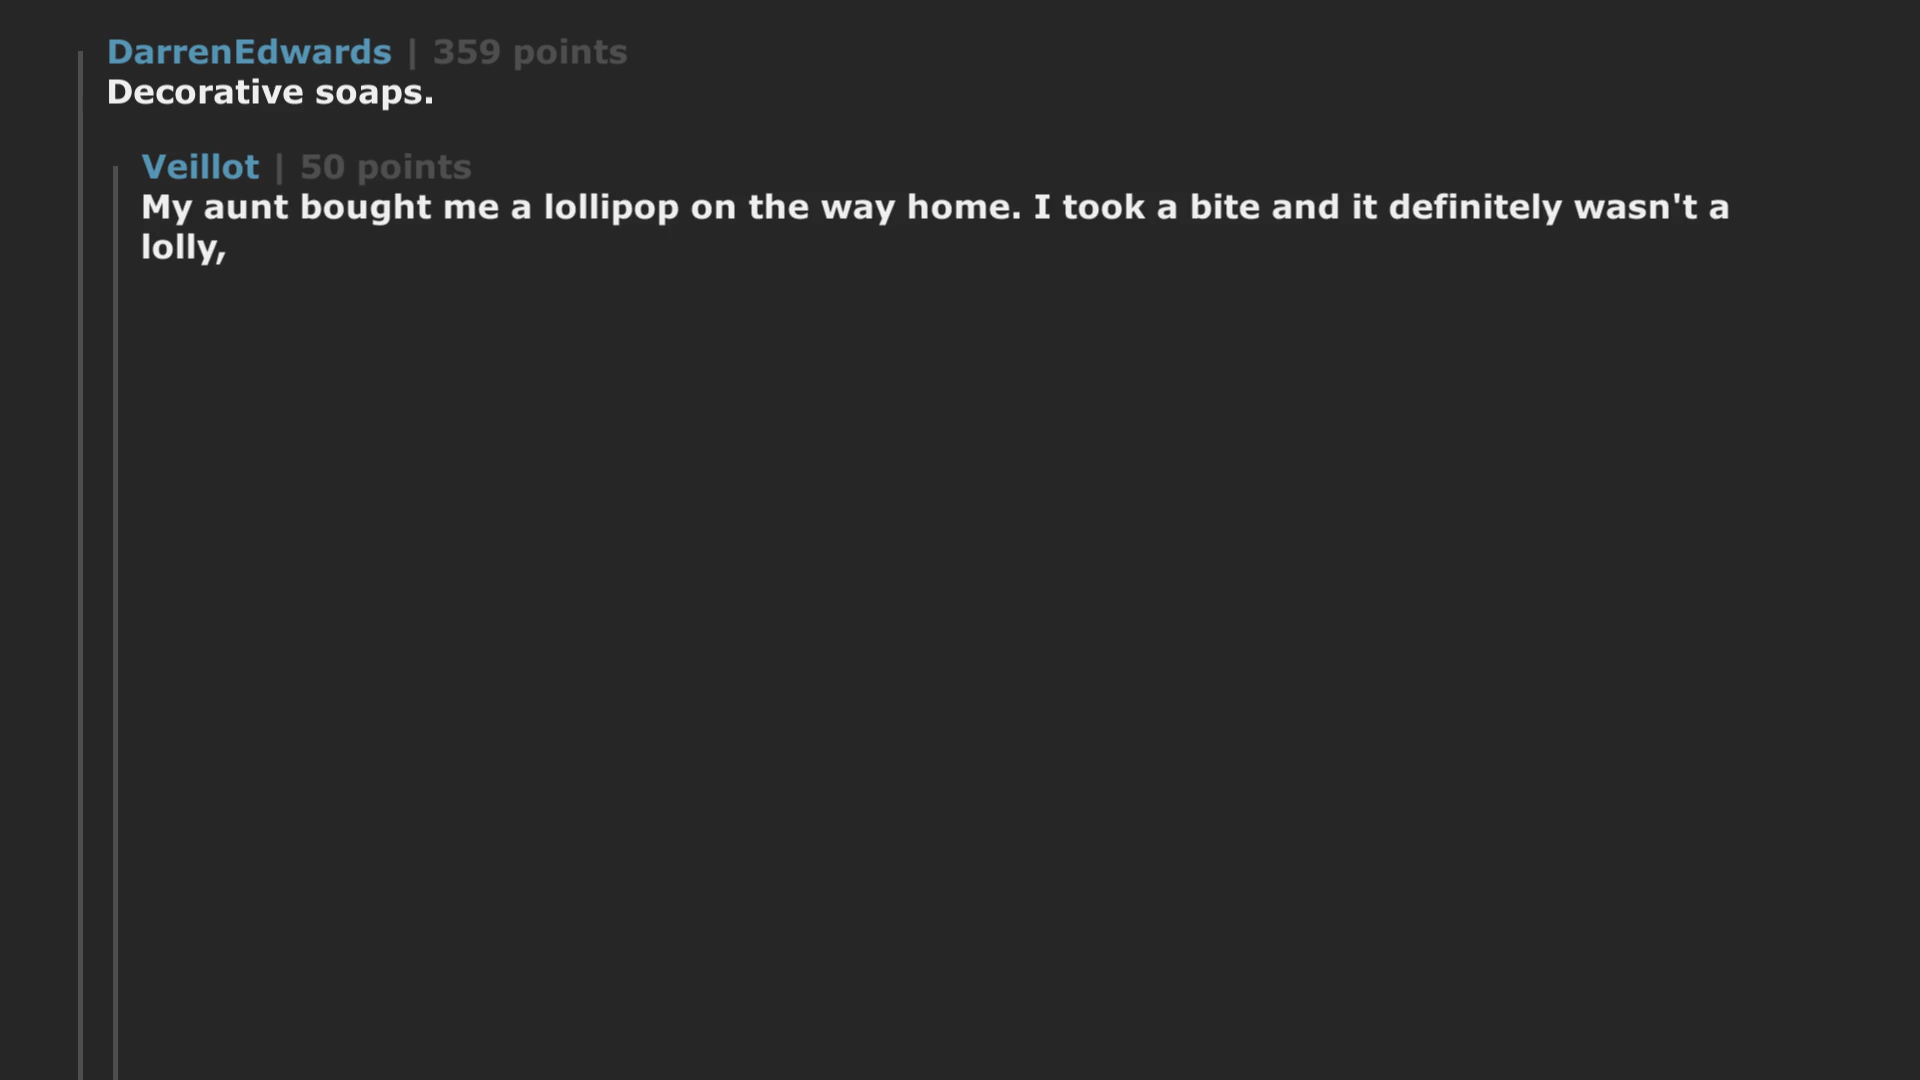 DarrenEdwards | 359 points
Decorative soaps.
Veillot | 50 points
My aunt bought me a lollipop on the way home. I took a bite and it definitely wasn't a
lolly,